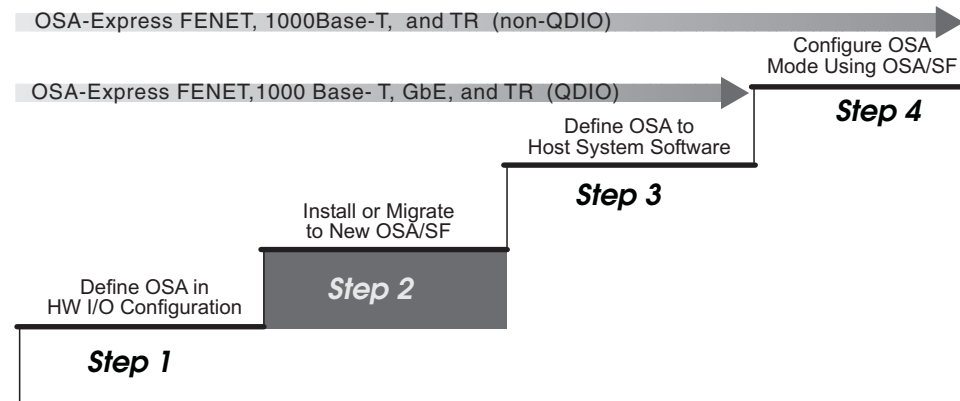 OSA-Express FENET, 1000Base-T, and TR (non-QDIO)
OSA-Express FENET,1000 Base- T, GbE, and TR (QDIO)
Configure OSA
Mode Using OSA/SF
Step 4
Define OSA to
Host System Software
Step 3
Install or Migrate
to New OSA/SF
Step 2
Define OSA in
HW I/O Configuration
Step 1